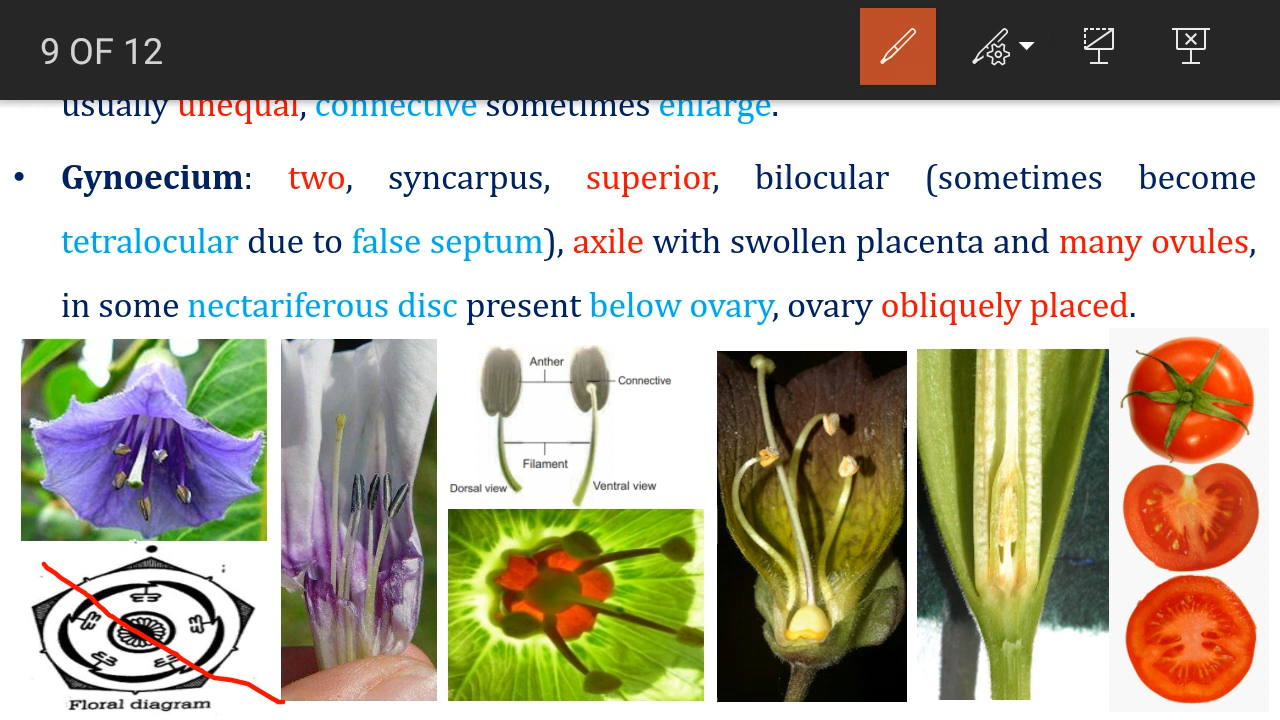 9 OF 12
usually unequal, connective sometimes enlarge.
• Gynoecium: two, syncarpus, superior, bilocular (sometimes become
tetralocular due to false septum), axile with swollen placenta and many ovules,
in some nectariferous disc present below ovary, ovary obliquely placed.
Anther
Connective
Filament
Dorsal view
Ventral view
Floral diagram